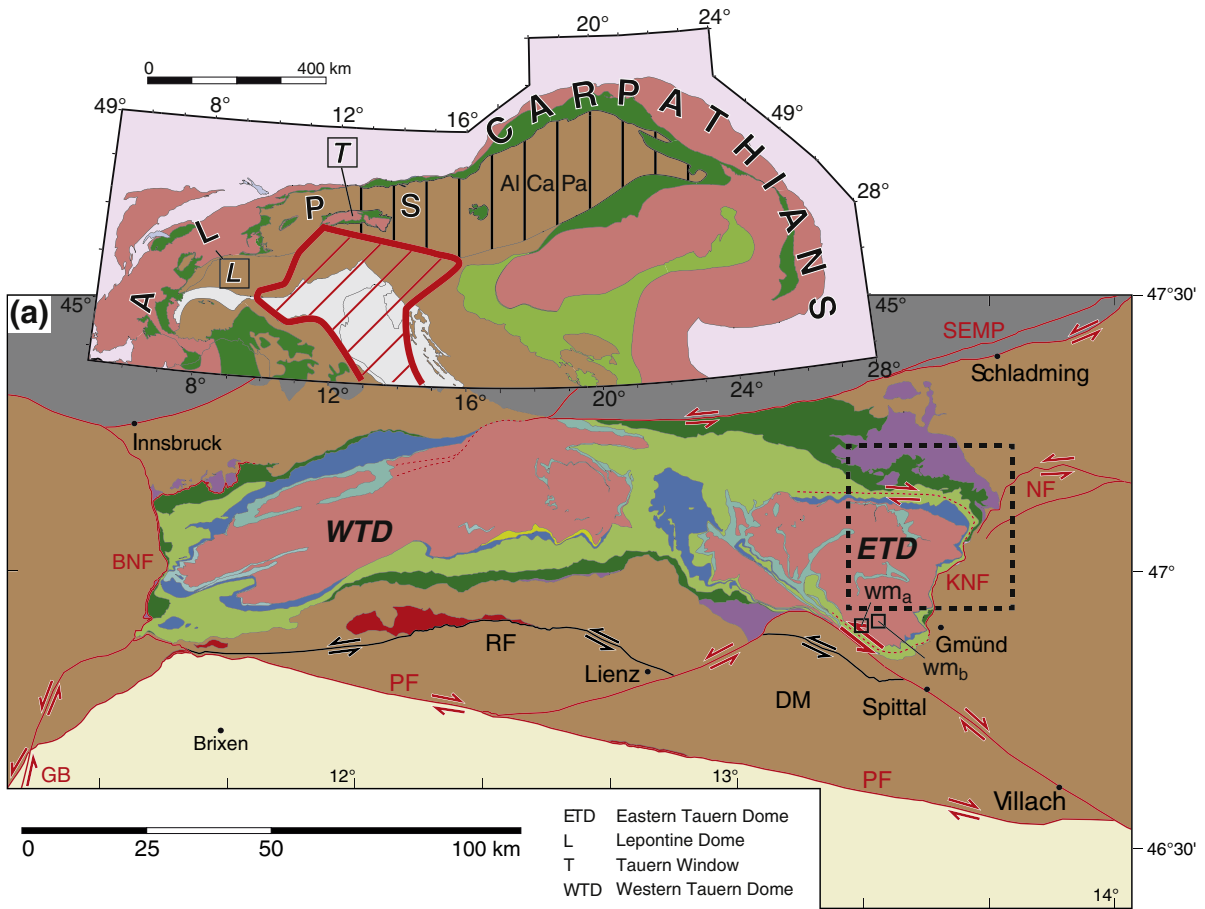 20°
24°
0
400 km
49°
8°
12°
16°
49°
CARPATHIANS
T
Al Ca Pa
28°
ALPS
L
(a)
45°
45°
47°30'
SEMP
Schladming
8°
12°
16°
20°
24°
28°
Innsbruck
NF
WTD
ETD
BNF
KNF
47°
wma
Gmünd
wmb
RF
Lienz
PF
DM
Spittal
Brixen
GB
12°
13°
PF
Villach
ETD Eastern Tauern Dome
L Lepontine Dome
T Tauern Window
WTD Western Tauern Dome
0
25
50
100 km
46°30'
14°